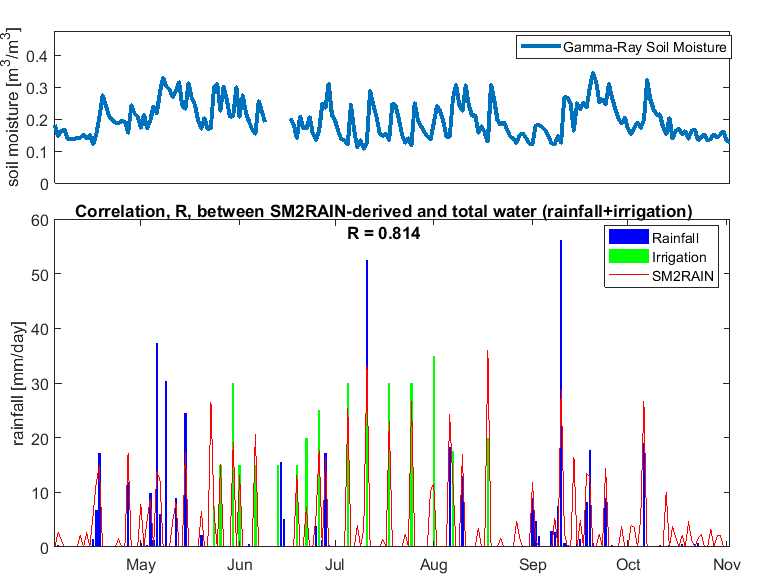 soil moisture [m³/m³]
0.4
0.3
0.2
0.1
0
Gamma-Ray Soil Moisture
Correlation, R, between SM2RAIN-derived and total water (rainfall+irrigation)
R = 0.814
rainfall [mm/day]
60
50
40
30
20
10
0
Rainfall
Irrigation
SM2RAIN
May Jun Jul Aug Sep Oct Nov